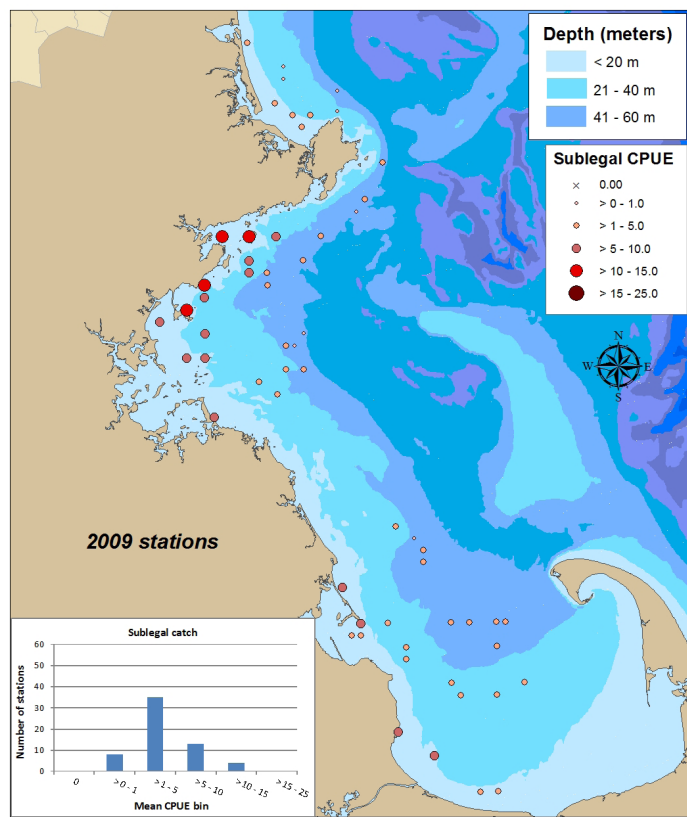 Depth (meters)
< 20 m
21 - 40 m
41 - 60 m
Sublegal CPUE
0.00
> 0 - 1.0
> 1 - 5.0
> 5 - 10.0
> 10 - 15.0
> 15 - 25.0
N
W E
S
2009 stations
Sublegal catch
Number of stations
60
50
40
30
20
10
0
0 >0 - 1 >1 - 5 >5 - 10 >10 - 15 >15 - 25
Mean CPUE bin